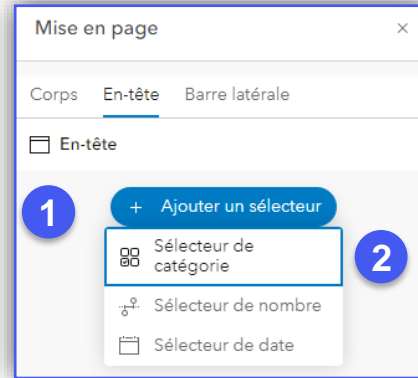 Mise en page ×
Corps En-tête Barre latérale
En-tête
1
+ Ajouter un sélecteur
Sélecteur de
catégorie
2
Sélecteur de nombre
Sélecteur de date